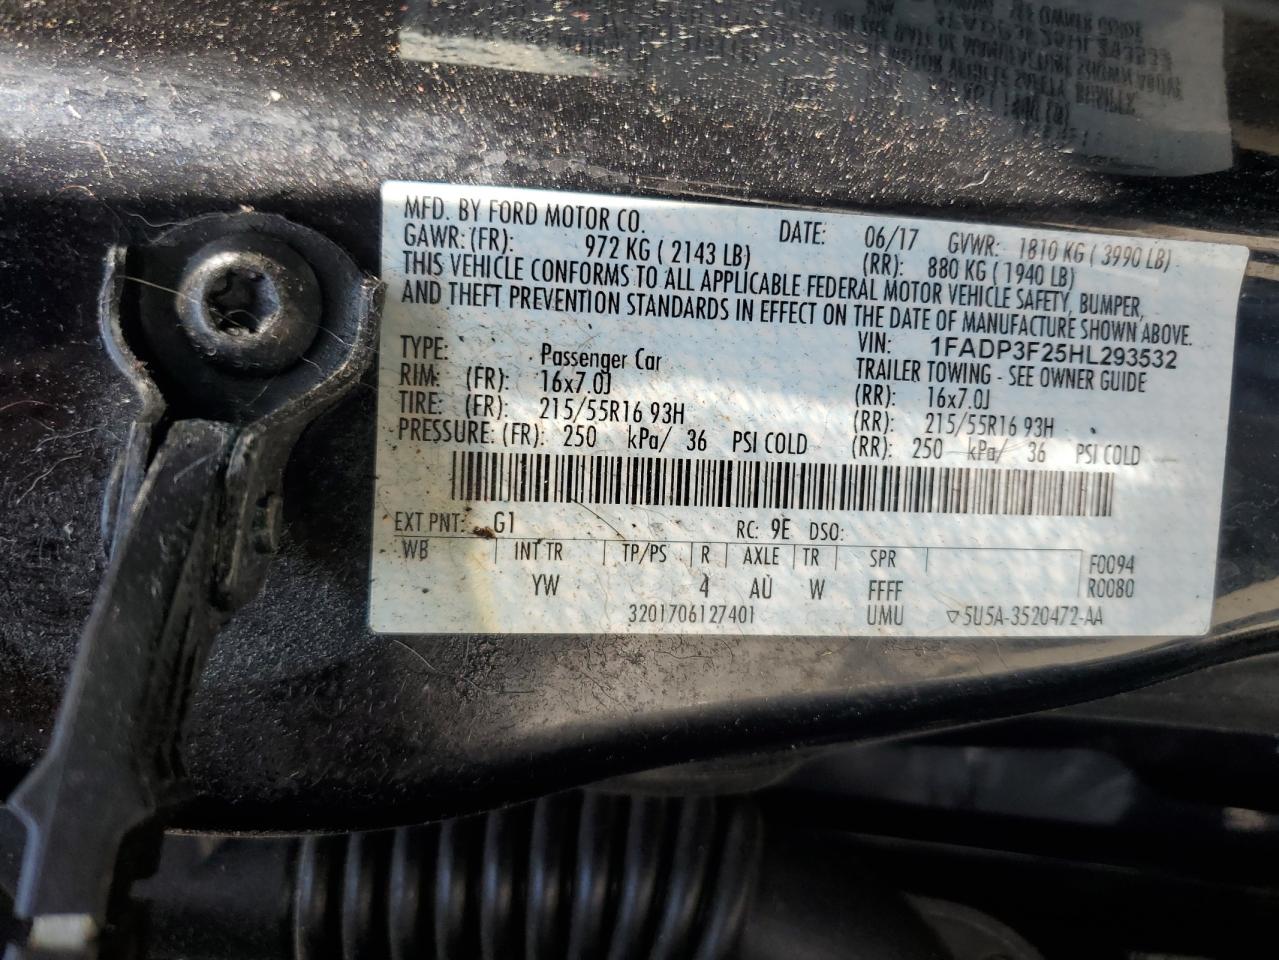 MFD. BY FORD MOTOR CO. DATE: 06/17 GVWR: 1810 KG ( 3990 LB)
GAWR: (FR): 972 KG ( 2143 LB) (RR): 880 KG ( 1940 LB)
THIS VEHICLE CONFORMS TO ALL APPLICABLE FEDERAL MOTOR VEHICLE SAFETY, BUMPER,
AND THEFT PREVENTION STANDARDS IN EFFECT ON THE DATE OF MANUFACTURE SHOWN ABOVE.
VIN: 1FADP3F25HL293532
TYPE: Passenger Car TRAILER TOWING - SEE OWNER GUIDE
RIM: (FR): 16x7.0J (RR): 16x7.0J
TIRE: (FR): 215/55R16 93H (RR): 215/55R16 93H
PRESSURE: (FR): 250 kPa/ 36 PSI COLD (RR): 250 kPa/ 36 PSI COLD
EXT PNT: G1 RC: 9E DSO:
WB INT TR TP/PS R AXLE TR SPR F0094
YW 4 AU W FFFF R0080
3201706127401 UMU ▽5U5A-3520472-AA